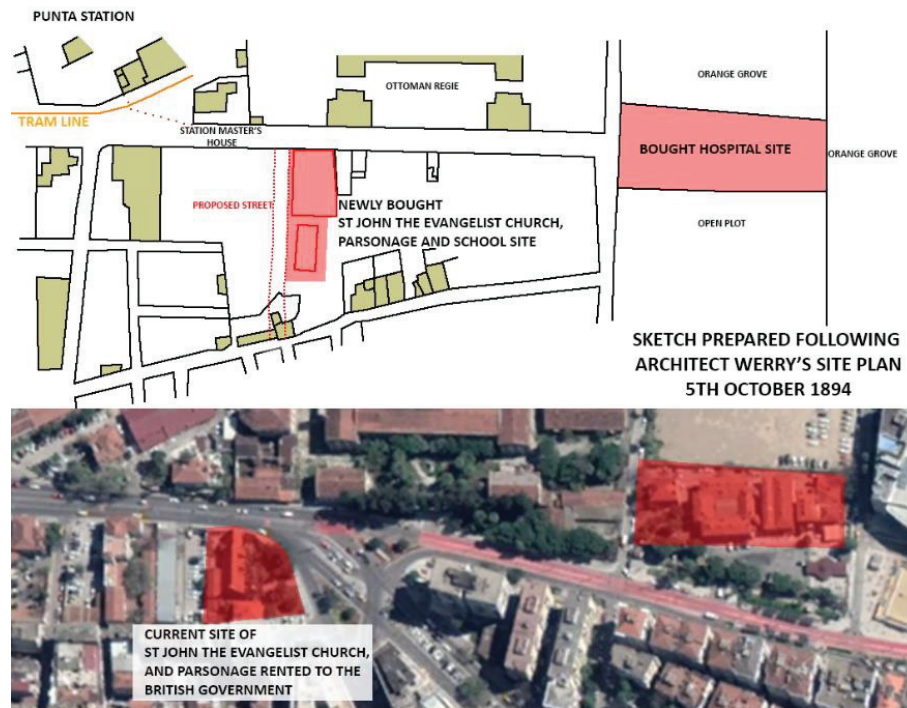 PUNTA STATION
TRAM LINE
STATION MASTER'S
HOUSE
OTTOMAN REGIE
ORANGE GROVE
BOUGHT HOSPITAL SITE
ORANGE GROVE
PROPOSED STREET
NEWLY BOUGHT
ST JOHN THE EVANGELIST CHURCH,
PARSONAGE AND SCHOOL SITE
OPEN PLOT
SKETCH PREPARED FOLLOWING
ARCHITECT WERRY'S SITE PLAN
5TH OCTOBER 1894
CURRENT SITE OF
ST JOHN THE EVANGELIST CHURCH,
AND PARSONAGE RENTED TO THE
BRITISH GOVERNMENT